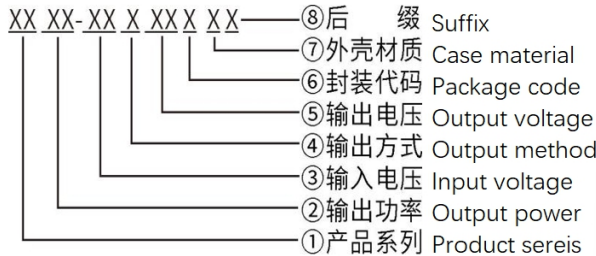 XX XX-XX X XX X X X
⑧后 缀 Suffix
⑦外壳材质 Case material
⑥封装代码 Package code
⑤输出电压 Output voltage
④输出方式 Output method
③输入电压 Input voltage
②输出功率 Output power
①产品系列 Product sereis